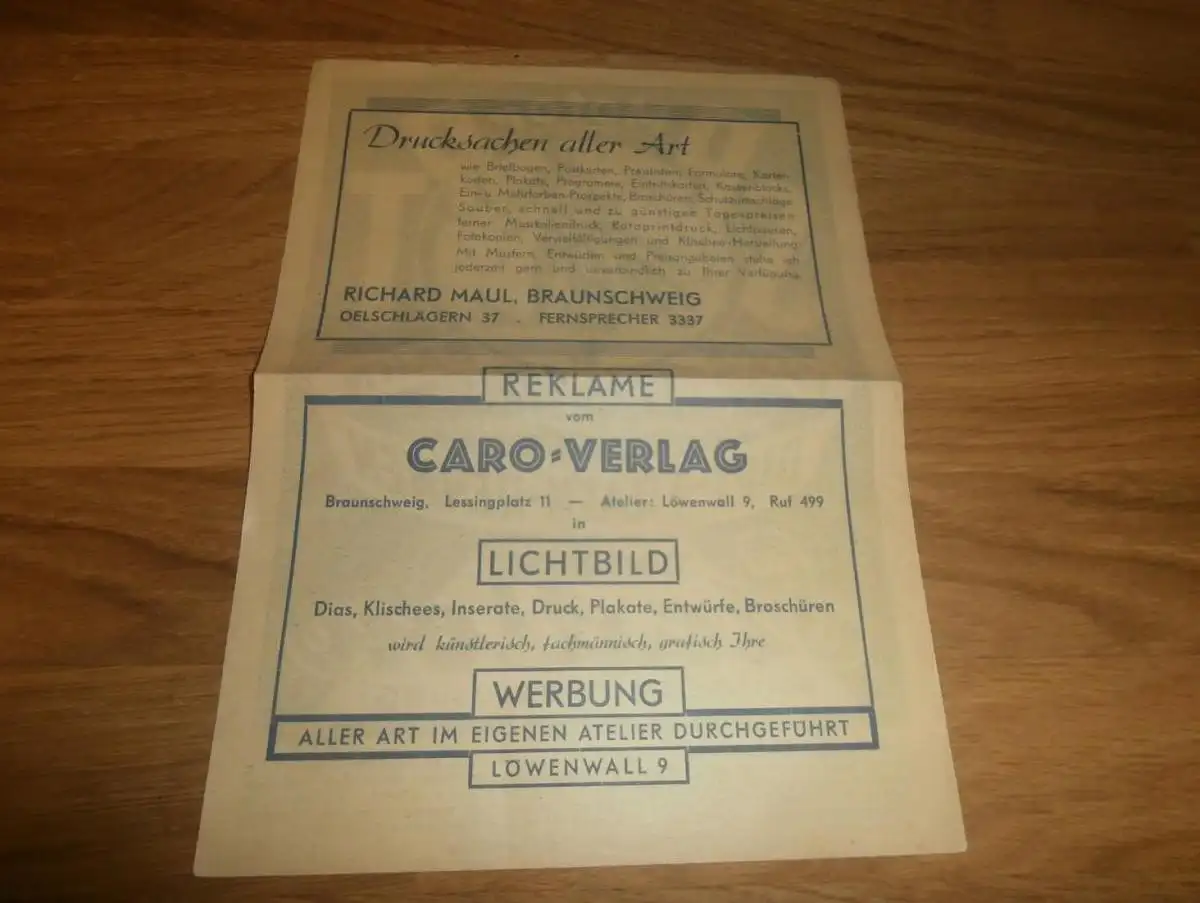 Drucksachen aller Art
wie Briefbogen, Postkarten, Preislisten, Formulare, Kartei-
karten, Plakate, Programme, Eintrittskarten, Kassenblocks,
Ein- u. Mehrfarben-Prospekte, Broschüren, Schutzumschläge
Sauber, schnell und zu günstigen Tagespreisen
ferner Musikaliendruck, Rotaprintdruck, Lichtpausen,
Fotokopien, Vervielfältigungen und Klischee-Herstellung
Mit Mustern, Entwürfen und Preisangeboten stehe ich
jederzeit gern und unverbindlich zu Ihrer Verfügung
RICHARD MAUL, BRAUNSCHWEIG
OELSCHLÄGERN 37 . FERNSPRECHER 3337
REKLAME
vom
CARO=VERLAG
Braunschweig, Lessingplatz 11 — Atelier: Löwenwall 9, Ruf 499
in
LICHTBILD
Dias, Klischees, Inserate, Druck, Plakate, Entwürfe, Broschüren
wird künstlerisch, fachmännisch, grafisch Ihre
WERBUNG
ALLER ART IM EIGENEN ATELIER DURCHGEFÜHRT
LÖWENWALL 9